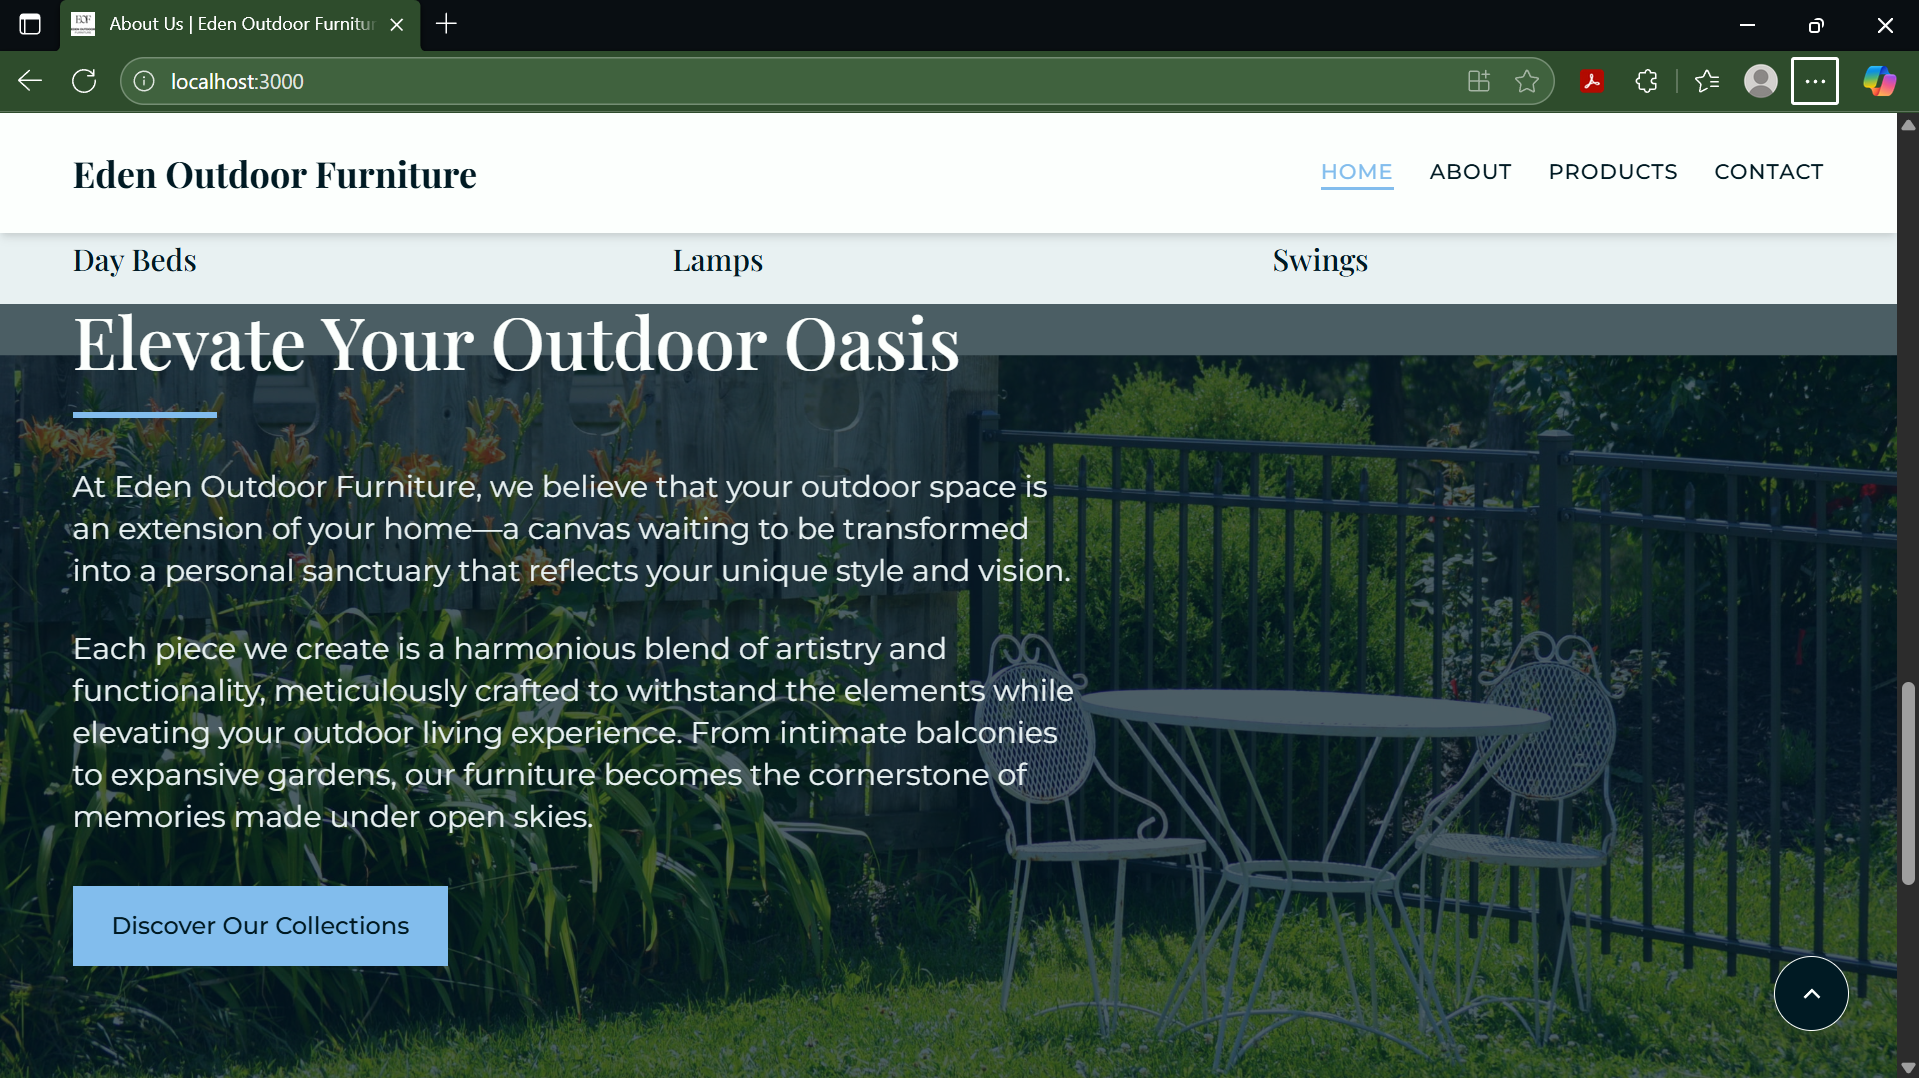 About Us | Eden Outdoor Furnitur
localhost:3000
Eden Outdoor Furniture
HOME
ABOUT
PRODUCTS
CONTACT
Day Beds
Lamps
Swings
Elevate Your Outdoor Oasis
At Eden Outdoor Furniture, we believe that your outdoor space is
an extension of your home—a canvas waiting to be transformed
into a personal sanctuary that reflects your unique style and vision.
Each piece we create is a harmonious blend of artistry and
functionality, meticulously crafted to withstand the elements while
elevating your outdoor living experience. From intimate balconies
to expansive gardens, our furniture becomes the cornerstone of
memories made under open skies.
Discover Our Collections